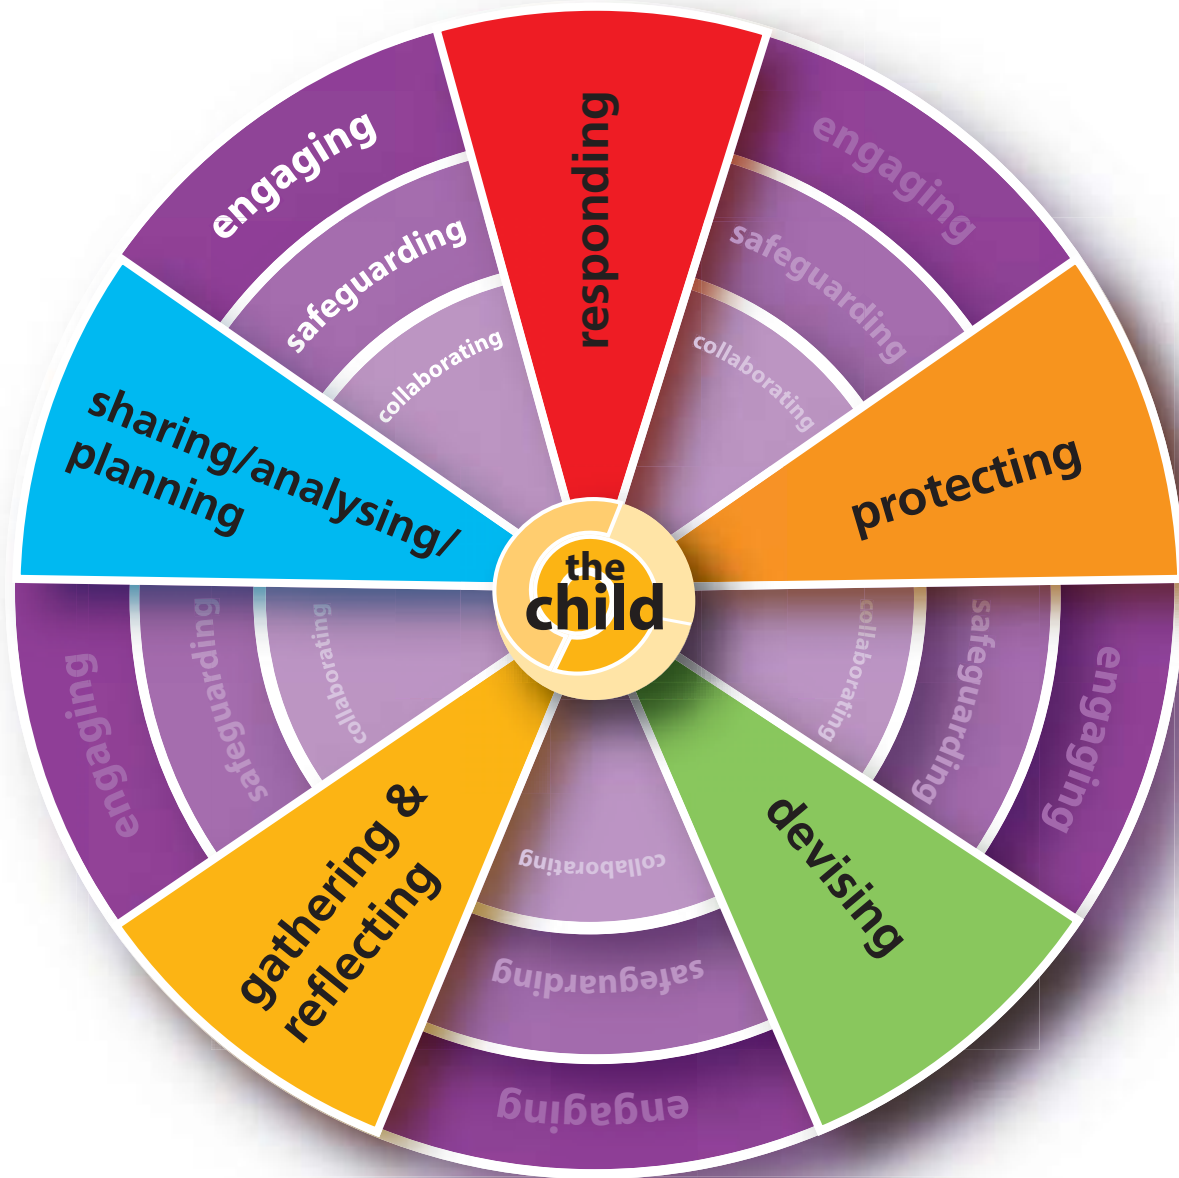 responding
engaging
safeguarding
collaborating
protecting
engaging
safeguarding
collaborating
devising
engaging
safeguarding
collaborating
gathering &
reflecting
engaging
safeguarding
collaborating
sharing/analysing/
planning
engaging
safeguarding
collaborating
the
child